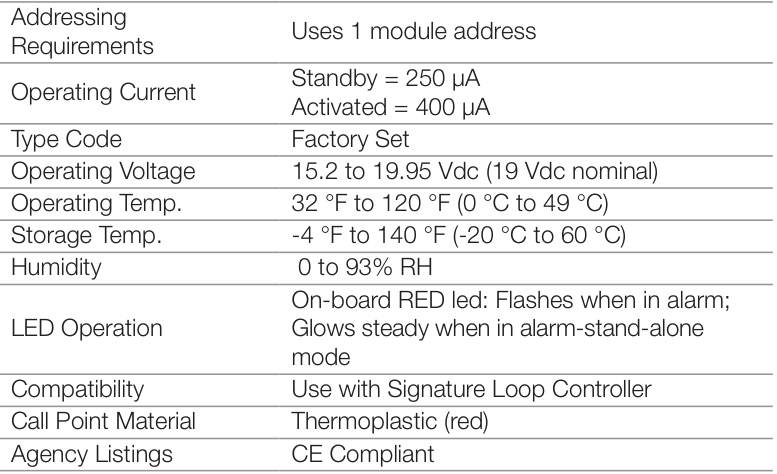 Addressing
Requirements
Uses 1 module address
Operating Current
Standby = 250 µA
Activated = 400 µA
Type Code
Factory Set
Operating Voltage
15.2 to 19.95 Vdc (19 Vdc nominal)
Operating Temp.
32 °F to 120 °F (0 °C to 49 °C)
Storage Temp.
-4 °F to 140 °F (-20 °C to 60 °C)
Humidity
0 to 93% RH
LED Operation
On-board RED led: Flashes when in alarm;
Glows steady when in alarm-stand-alone
mode
Compatibility
Use with Signature Loop Controller
Call Point Material
Thermoplastic (red)
Agency Listings
CE Compliant